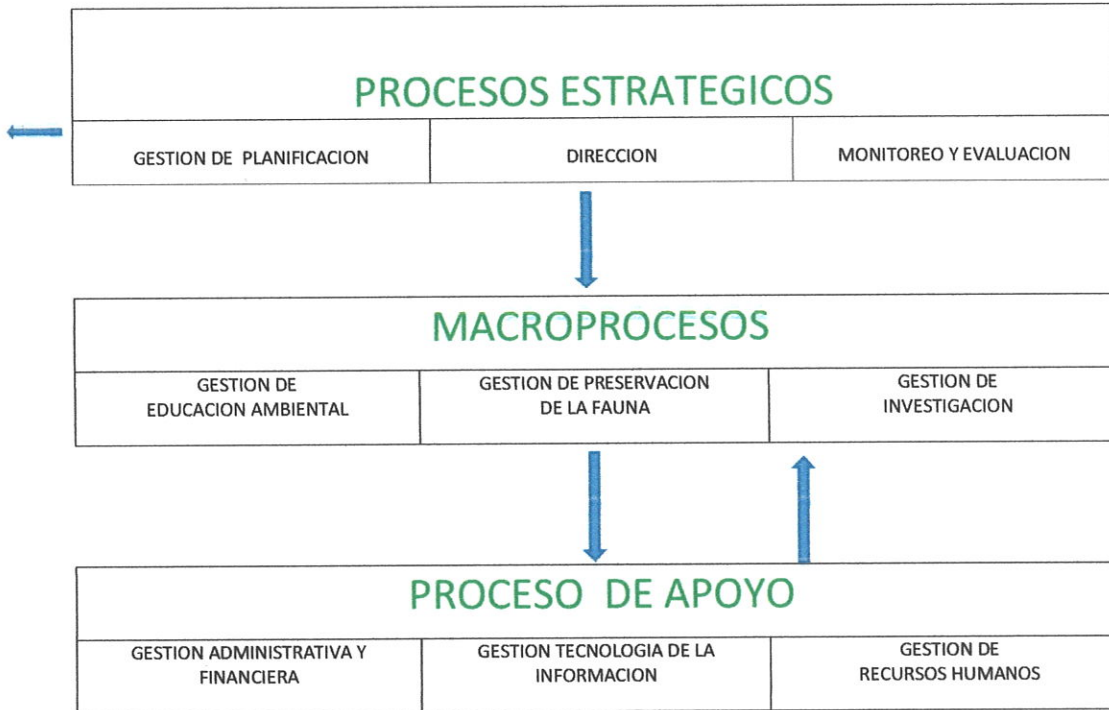 PROCESOS ESTRATEGICOS
GESTION DE PLANIFICACION
DIRECCION
MONITOREO Y EVALUACION
MACROPROCESOS
GESTION DE
EDUCACION AMBIENTAL
GESTION DE PRESERVACION
DE LA FAUNA
GESTION DE
INVESTIGACION
PROCESO DE APOYO
GESTION ADMINISTRATIVA Y
FINANCIERA
GESTION TECNOLOGIA DE LA
INFORMACION
GESTION DE
RECURSOS HUMANOS